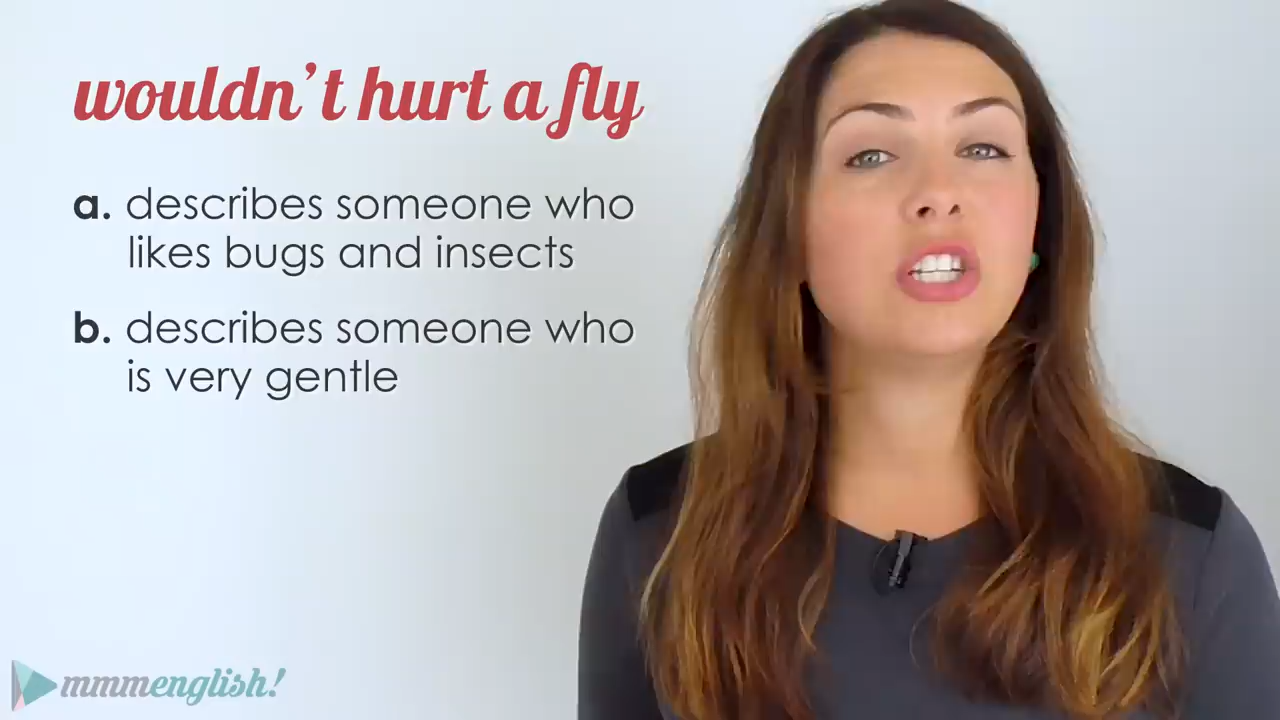 wouldn't hurt a fly
a. describes someone who
likes bugs and insects
b. describes someone who
is very gentle
mmmenglish!